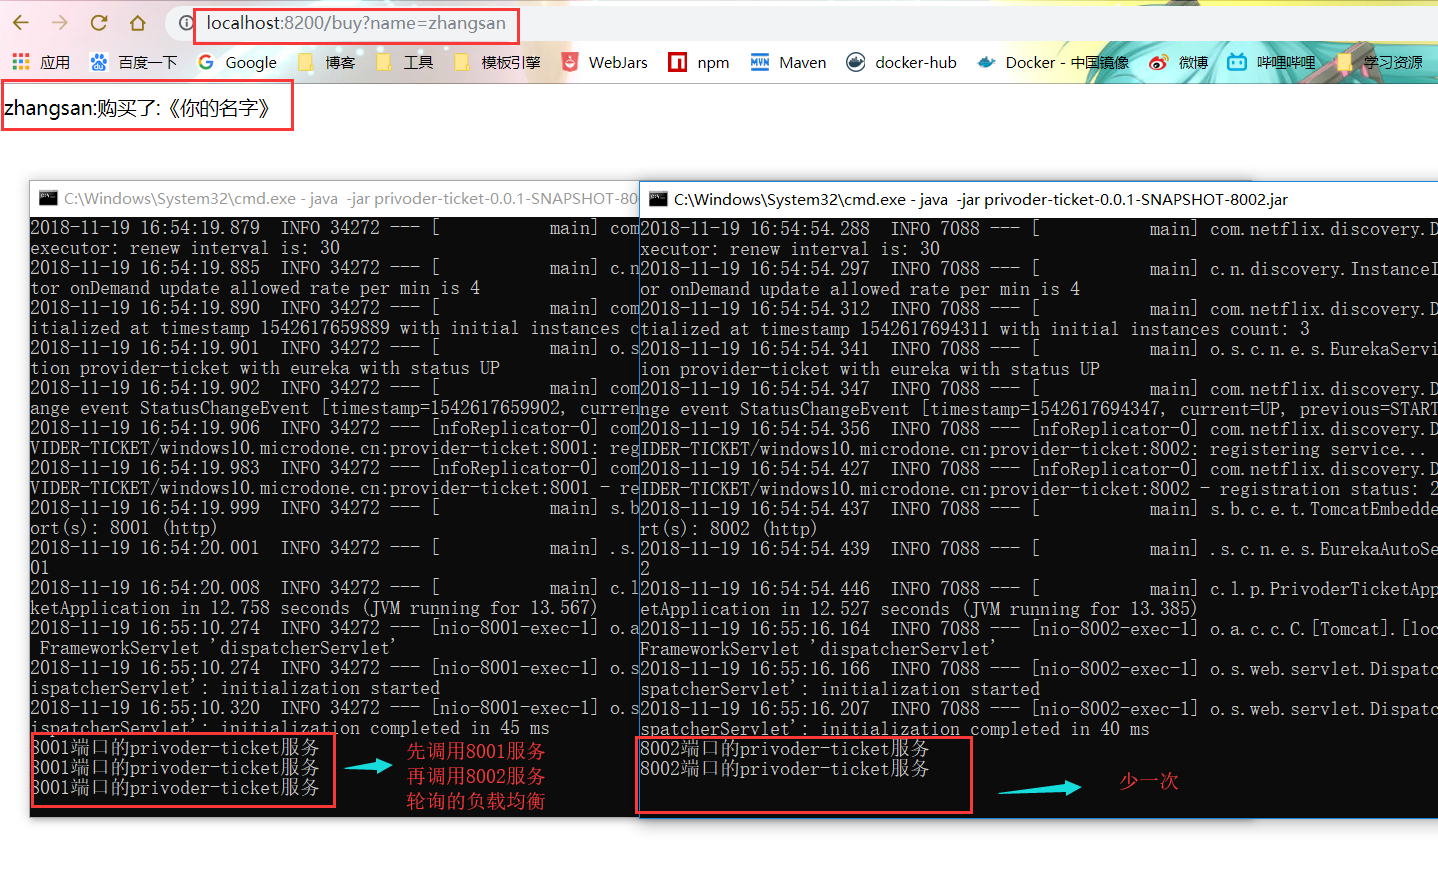 localhost:8200/buy?name=zhangsan
应用 百度一下 Google 博客 工具 模板引擎 WebJars npm Maven docker-hub Docker - 中国镜像 微博 哔哩哔哩 学习资源
zhangsan:购买了:《你的名字》
C:\Windows\System32\cmd.exe - java  -jar privoder-ticket-0.0.1-SNAPSHOT-80
2018-11-19 16:54:19.879  INFO 34272 --- [           main] com
executor: renew interval is: 30
2018-11-19 16:54:19.885  INFO 34272 --- [           main] c.n
tor onDemand update allowed rate per min is 4
2018-11-19 16:54:19.890  INFO 34272 --- [           main] com
itialized at timestamp 1542617659889 with initial instances c
2018-11-19 16:54:19.901  INFO 34272 --- [           main] o.s
tion provider-ticket with eureka with status UP
2018-11-19 16:54:19.902  INFO 34272 --- [           main] com
ange event StatusChangeEvent [timestamp=1542617659902, curren
2018-11-19 16:54:19.906  INFO 34272 --- [nfoReplicator-0] com
VIDER-TICKET/windows10.microdone.cn:provider-ticket:8001: reg
2018-11-19 16:54:19.983  INFO 34272 --- [nfoReplicator-0] com
VIDER-TICKET/windows10.microdone.cn:provider-ticket:8001 - re
2018-11-19 16:54:19.999  INFO 34272 --- [           main] s.b
ort(s): 8001 (http)
2018-11-19 16:54:20.001  INFO 34272 --- [           main] .s.
01
2018-11-19 16:54:20.008  INFO 34272 --- [           main] c.l
ketApplication in 12.758 seconds (JVM running for 13.567)
2018-11-19 16:55:10.274  INFO 34272 --- [nio-8001-exec-1] o.a
FrameworkServlet 'dispatcherServlet'
2018-11-19 16:55:10.274  INFO 34272 --- [nio-8001-exec-1] o.s
ispatcherServlet': initialization started
2018-11-19 16:55:10.320  INFO 34272 --- [nio-8001-exec-1] o.s
ispatcherServlet': initialization completed in 45 ms
8001端口的privoder-ticket服务
8001端口的privoder-ticket服务
8001端口的privoder-ticket服务
先调用8001服务
再调用8002服务
轮询的负载均衡
C:\Windows\System32\cmd.exe - java  -jar privoder-ticket-0.0.1-SNAPSHOT-8002.jar
2018-11-19 16:54:54.288  INFO 7088 --- [           main] com.netflix.discovery.D
xecutor: renew interval is: 30
2018-11-19 16:54:54.297  INFO 7088 --- [           main] c.n.discovery.InstanceI
or onDemand update allowed rate per min is 4
2018-11-19 16:54:54.312  INFO 7088 --- [           main] com.netflix.discovery.D
tialized at timestamp 1542617694311 with initial instances count: 3
2018-11-19 16:54:54.341  INFO 7088 --- [           main] o.s.c.n.e.s.EurekaServi
ion provider-ticket with eureka with status UP
2018-11-19 16:54:54.347  INFO 7088 --- [           main] com.netflix.discovery.D
nge event StatusChangeEvent [timestamp=1542617694347, current=UP, previous=START
2018-11-19 16:54:54.356  INFO 7088 --- [nfoReplicator-0] com.netflix.discovery.D
IDER-TICKET/windows10.microdone.cn:provider-ticket:8002: registering service...
2018-11-19 16:54:54.427  INFO 7088 --- [nfoReplicator-0] com.netflix.discovery.D
IDER-TICKET/windows10.microdone.cn:provider-ticket:8002 - registration status: 2
2018-11-19 16:54:54.437  INFO 7088 --- [           main] s.b.c.e.t.TomcatEmbedde
rt(s): 8002 (http)
2018-11-19 16:54:54.439  INFO 7088 --- [           main] .s.c.n.e.s.EurekaAutoSe
2
2018-11-19 16:54:54.446  INFO 7088 --- [           main] c.l.p.PrivoderTicketApp
etApplication in 12.527 seconds (JVM running for 13.385)
2018-11-19 16:55:16.164  INFO 7088 --- [nio-8002-exec-1] o.a.c.c.C.[Tomcat].[loc
FrameworkServlet 'dispatcherServlet'
2018-11-19 16:55:16.166  INFO 7088 --- [nio-8002-exec-1] o.s.web.servlet.Dispatc
spatcherServlet': initialization started
2018-11-19 16:55:16.207  INFO 7088 --- [nio-8002-exec-1] o.s.web.servlet.Dispatc
spatcherServlet': initialization completed in 40 ms
8002端口的privoder-ticket服务
8002端口的privoder-ticket服务
少一次